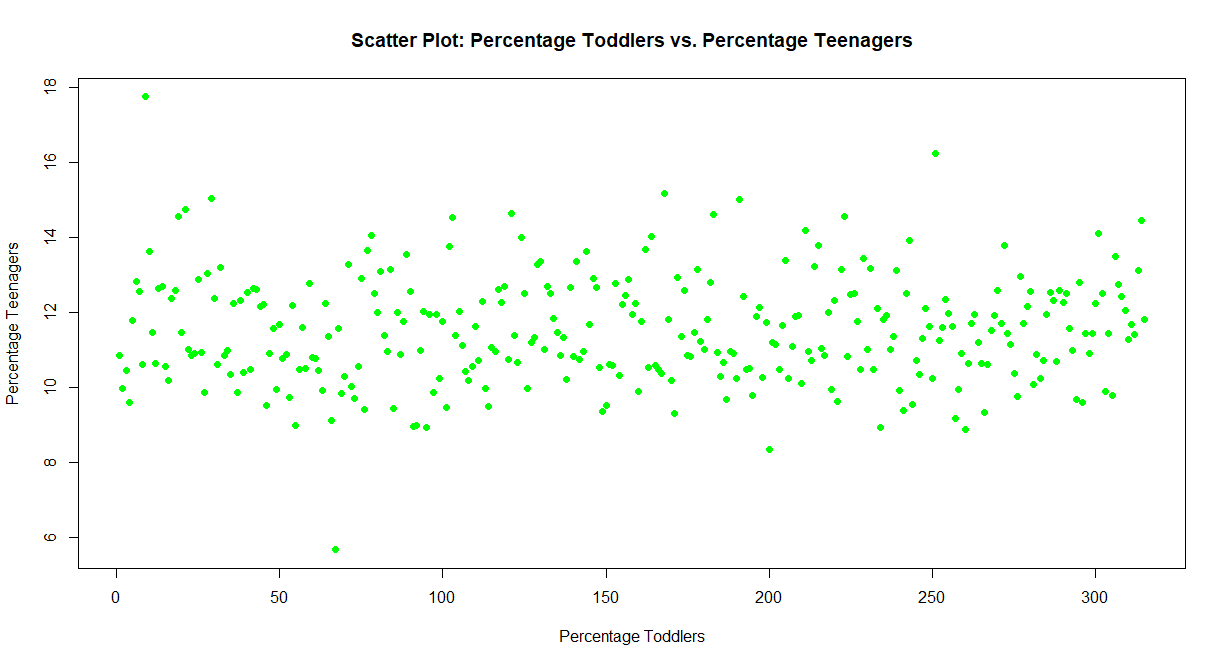 Scatter Plot: Percentage Toddlers vs. Percentage Teenagers
Percentage Teenagers
18
16
14
12
10
8
6
0 50 100 150 200 250 300
Percentage Toddlers